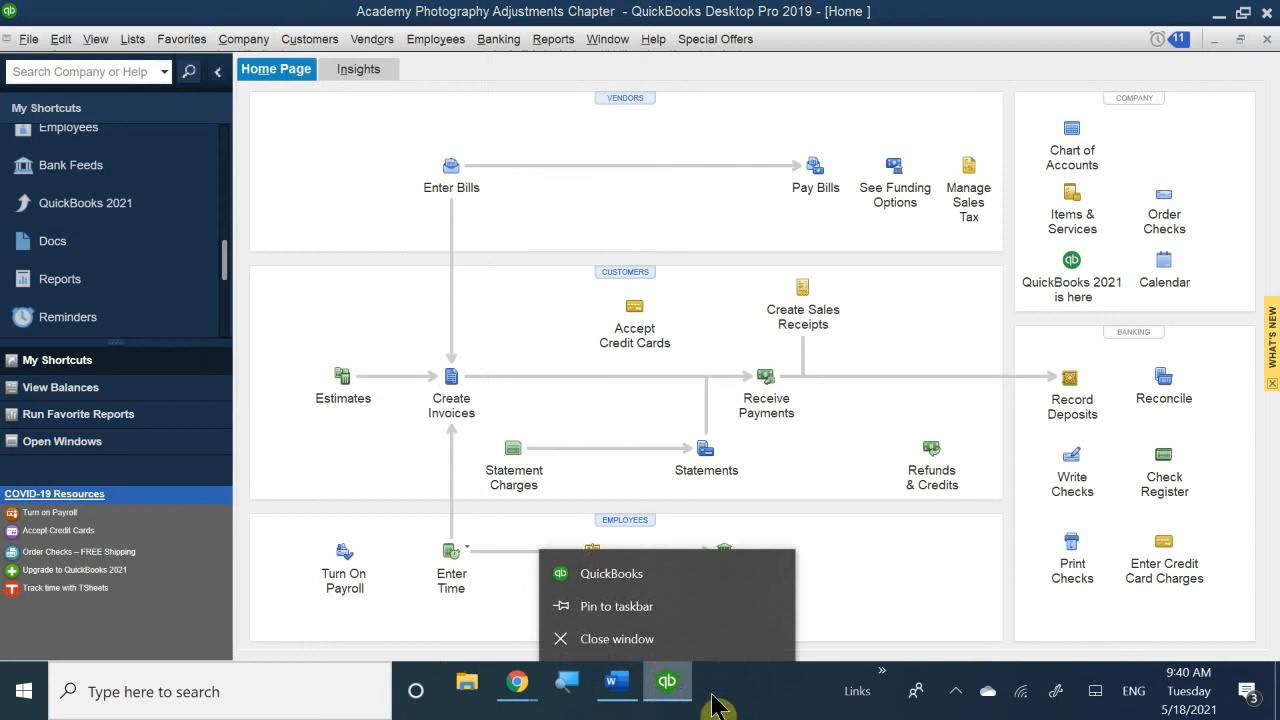 Academy Photography Adjustments Chapter - QuickBooks Desktop Pro 2019 - [Home ]
File Edit View Lists Favorites Company Customers Vendors Employees Banking Reports Window Help Special Offers 11
Search Company or Help
Home Page Insights
My Shortcuts
Employees
Bank Feeds
QuickBooks 2021
Docs
Reports
Reminders
My Shortcuts
View Balances
Run Favorite Reports
Open Windows
COVID-19 Resources
Turn on Payroll
Accept Credit Cards
Order Checks – FREE Shipping
Upgrade to QuickBooks 2021
Track time with TSheets
VENDORS
Enter Bills
Pay Bills
See Funding
Options
Manage
Sales
Tax
CUSTOMERS
Accept
Credit Cards
Create Sales
Receipts
Estimates
Create
Invoices
Receive
Payments
Statement
Charges
Statements
Refunds
& Credits
EMPLOYEES
Turn On
Payroll
Enter
Time
COMPANY
Chart of
Accounts
Items &
Services
Order
Checks
qb
QuickBooks 2021
is here
Calendar
BANKING
Record
Deposits
Reconcile
Write
Checks
Check
Register
Print
Checks
Enter Credit
Card Charges
WHAT'S NEW
qb QuickBooks
Pin to taskbar
Close window
Type here to search
W
qb
Links
»
ENG
9:40 AM
Tuesday
5/18/2021
3